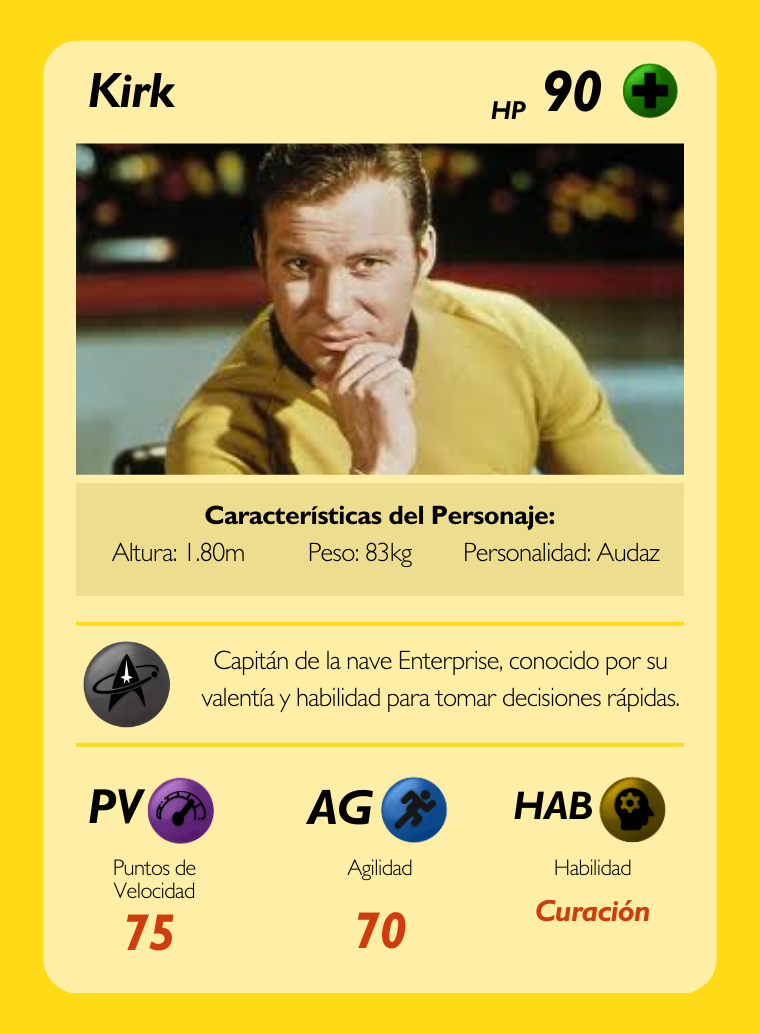 Kirk
HP 90
Características del Personaje:
Altura: 1.80m Peso: 83kg Personalidad: Audaz
Capitán de la nave Enterprise, conocido por su
valentía y habilidad para tomar decisiones rápidas.
PV AG HAB
Puntos de
Velocidad
75
Agilidad
70
Habilidad
Curación